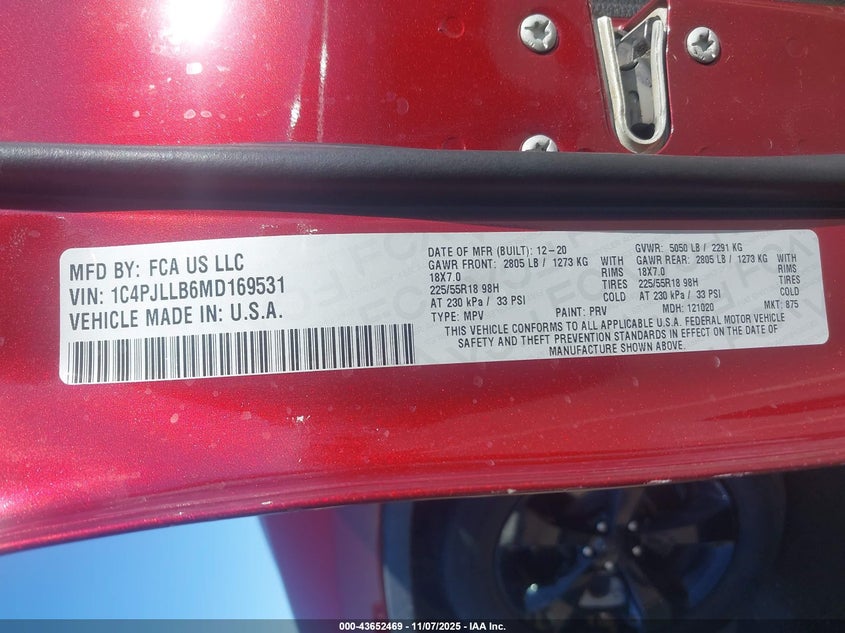 MFD BY: FCA US LLC
VIN: 1C4PJLLB6MD169531
VEHICLE MADE IN: U.S.A.
DATE OF MFR (BUILT): 12-20 GVWR: 5050 LB / 2291 KG
GAWR FRONT: 2805 LB / 1273 KG WITH GAWR REAR: 2805 LB / 1273 KG WITH
18X7.0 RIMS 18X7.0 RIMS
225/55R18 98H TIRES 225/55R18 98H TIRES
AT 230 kPa / 33 PSI COLD AT 230 kPa / 33 PSI COLD
TYPE: MPV PAINT: PRV MDH: 121020 MKT: 875
THIS VEHICLE CONFORMS TO ALL APPLICABLE U.S.A. FEDERAL MOTOR VEHICLE
SAFETY AND THEFT PREVENTION STANDARDS IN EFFECT ON THE DATE OF
MANUFACTURE SHOWN ABOVE.
000-43652469 - 11/07/2025 - IAA Inc.